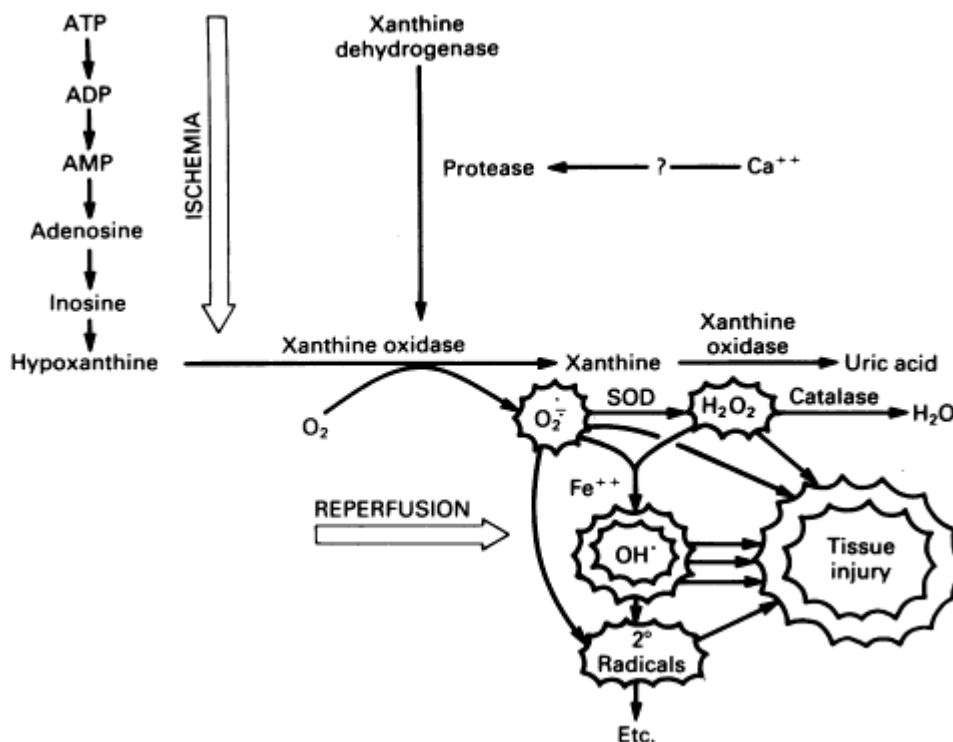 ATP
ADP
AMP
Adenosine
Inosine
Hypoxanthine
ISCHEMIA
Xanthine
dehydrogenase
Protease
?
Ca⁺⁺
Xanthine oxidase
Xanthine
Xanthine
oxidase
Uric acid
O₂
O₂·̄
SOD
H₂O₂
Catalase
H₂O
REPERFUSION
Fe⁺⁺
OH·
Tissue
injury
2°
Radicals
Etc.